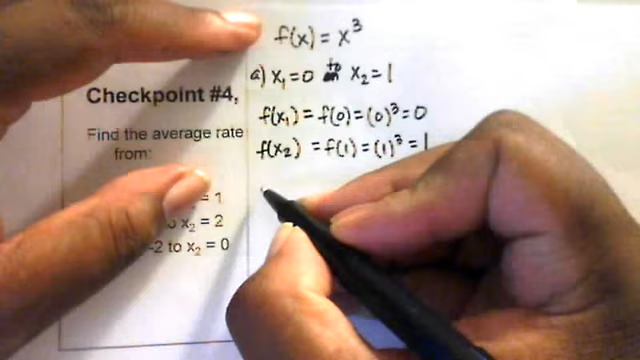 f(x) = x³
a) x₁ = 0 to x₂ = 1
Checkpoint #4,
f(x₁) = f(0) = (0)³ = 0
Find the average rate
f(x₂) = f(1) = (1)³ = 1
from:
= 1
x₂ = 2
-2 to x₂ = 0